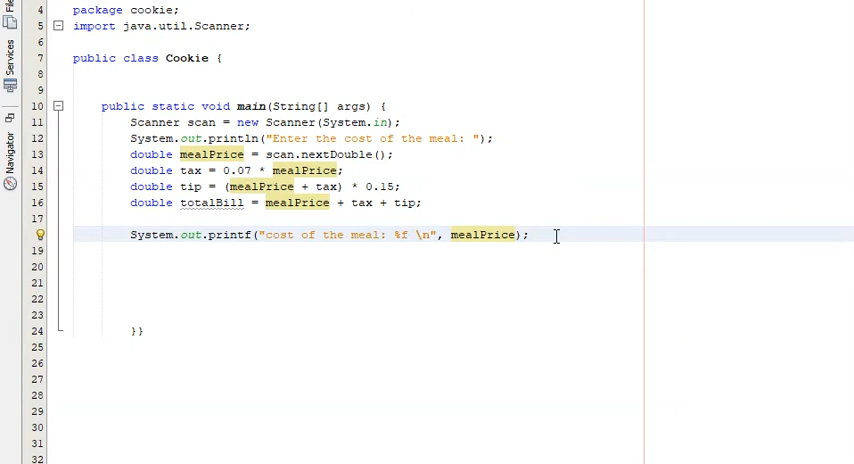 Files
Services
Navigator
4 package cookie;
5 import java.util.Scanner;
6
7 public class Cookie {
8
9
10 public static void main(String[] args) {
11 Scanner scan = new Scanner(System.in);
12 System.out.println("Enter the cost of the meal: ");
13 double mealPrice = scan.nextDouble();
14 double tax = 0.07 * mealPrice;
15 double tip = (mealPrice + tax) * 0.15;
16 double totalBill = mealPrice + tax + tip;
17
System.out.printf("cost of the meal: %f \n", mealPrice);
19
20
21
22
23
24 }}
25
26
27
28
29
30
31
32